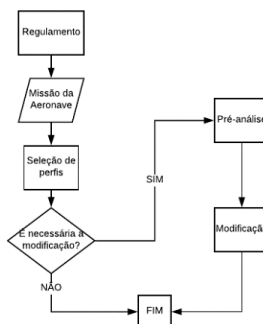 Regulamento
Missão da
Aeronave
Seleção de
perfis
É necessária a
modificação?
SIM
NÃO
Pré-análise
Modificação
FIM